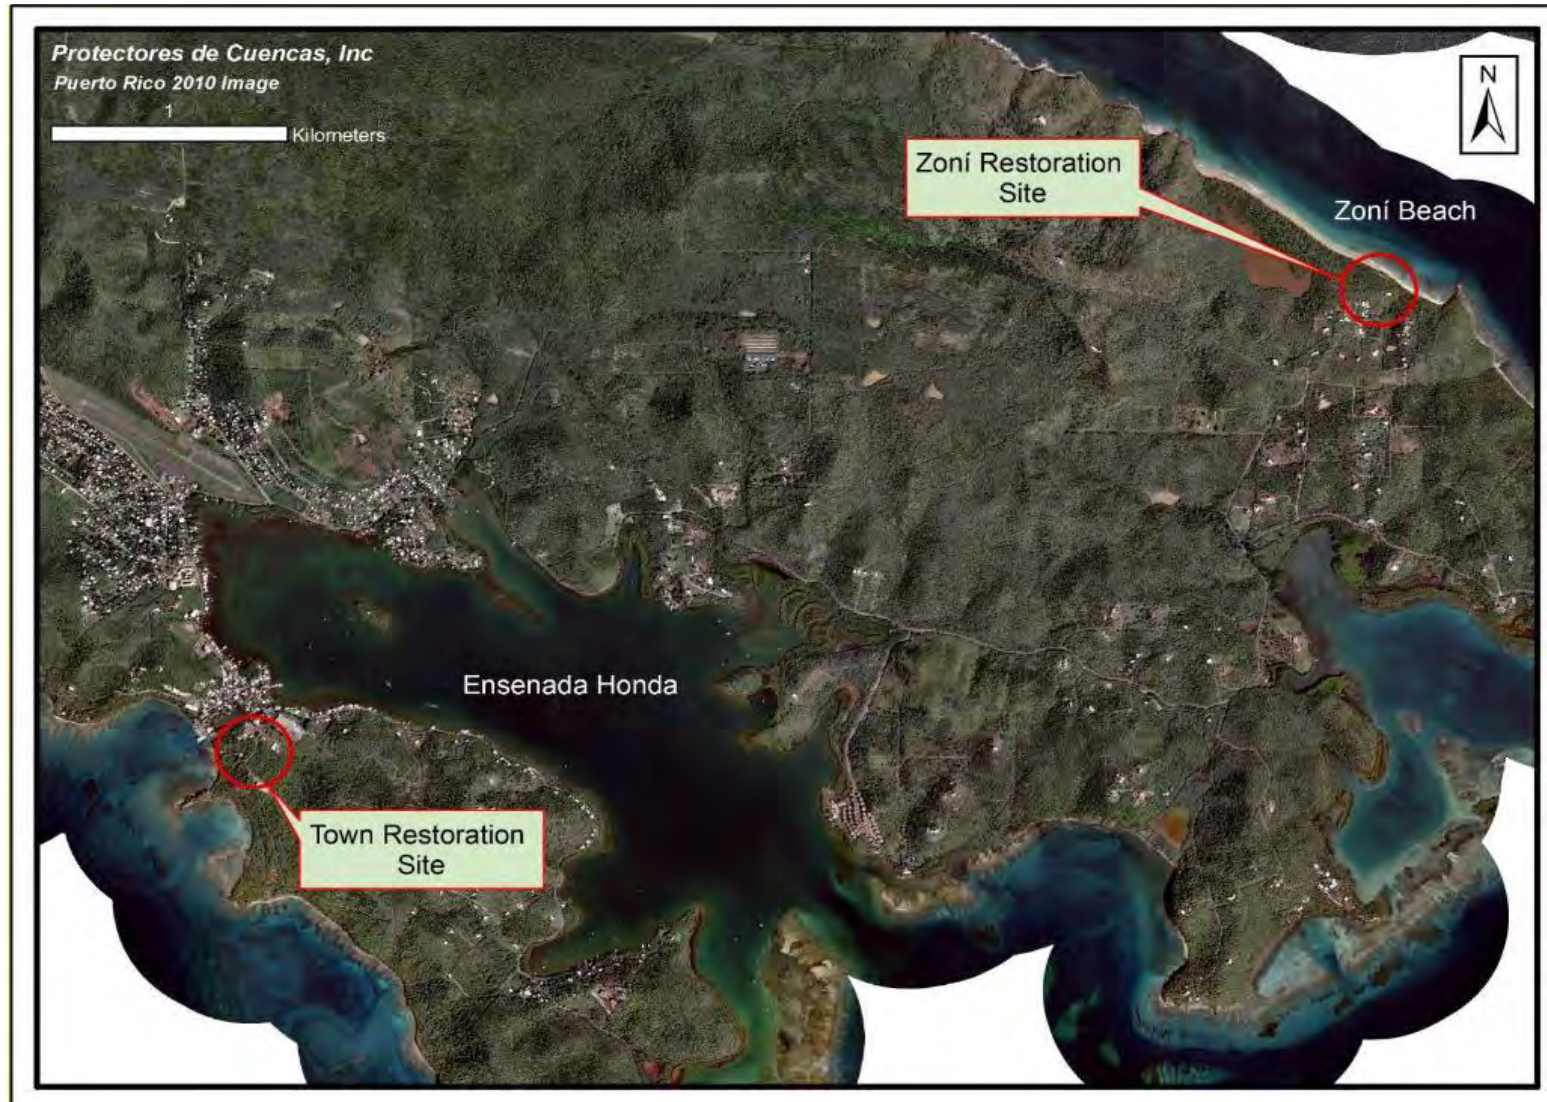 Protectores de Cuencas, Inc
Puerto Rico 2010 Image
1
Kilometers
N
Zoní Restoration
Site
Zoní Beach
Ensenada Honda
Town Restoration
Site